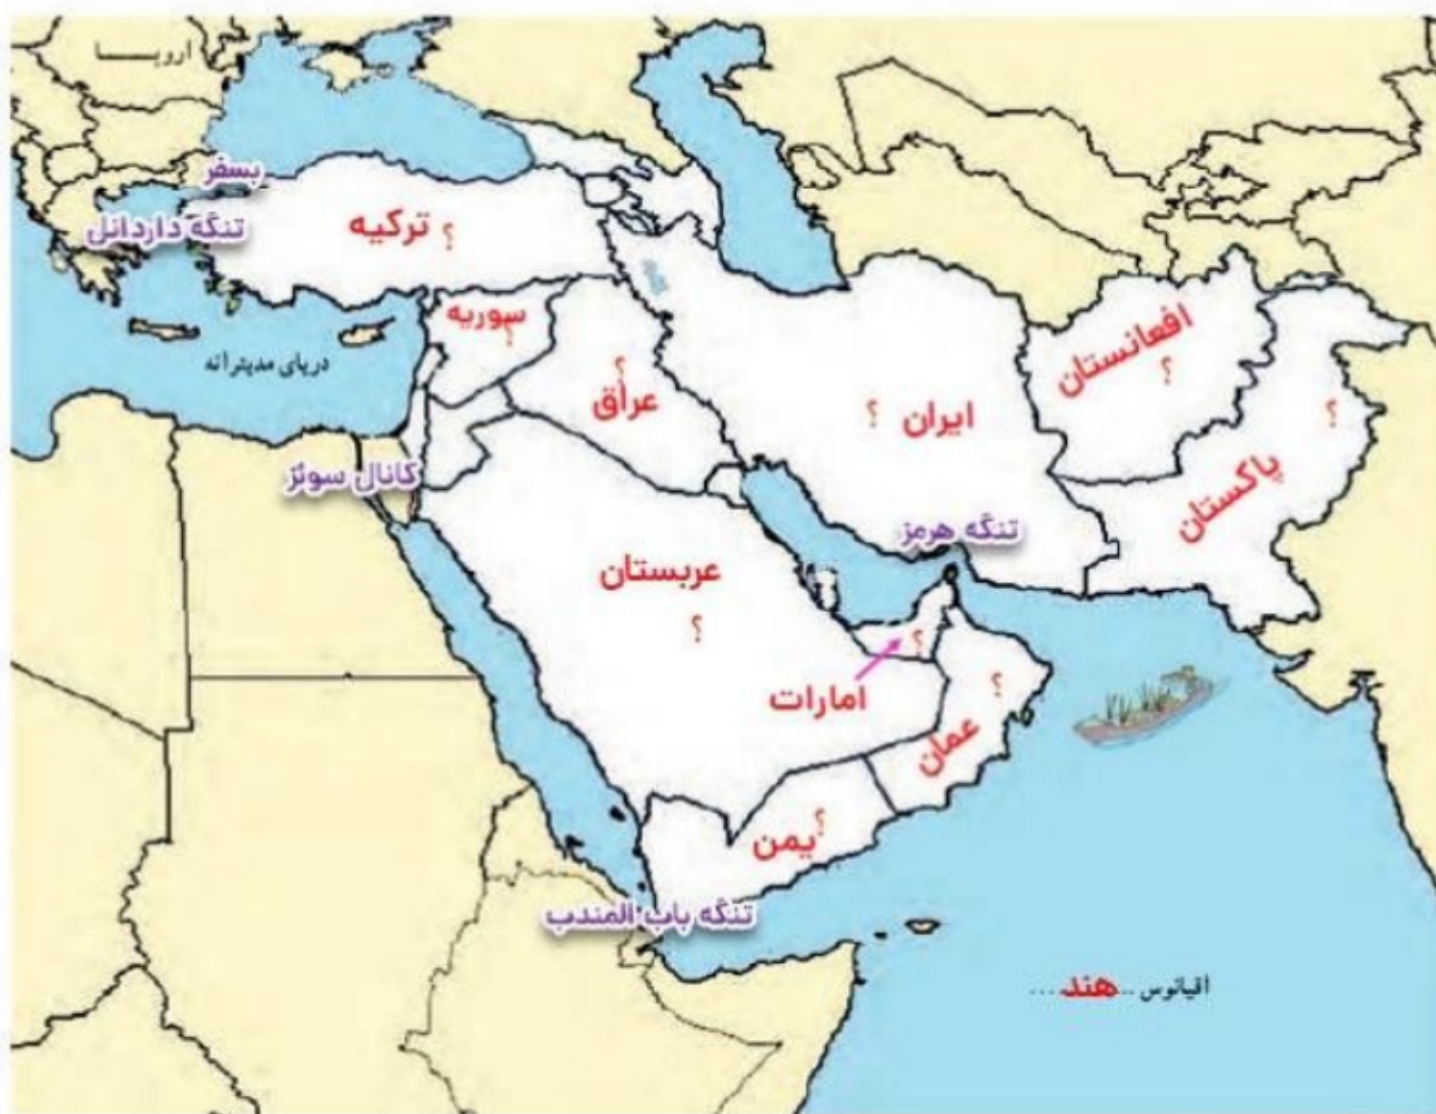 اروپـــا
بسفر
تنگه داردانل
ترکیه ؟
سوریه
؟
دریای مدیترانه
؟
عراق
ایران ؟
افغانستان
؟
؟
پاکستان
کانال سوئز
تنگه هرمز
عربستان
؟
؟
امارات
؟
عمان
؟
یمن
تنگه باب المندب
اقیانوس ..هند....